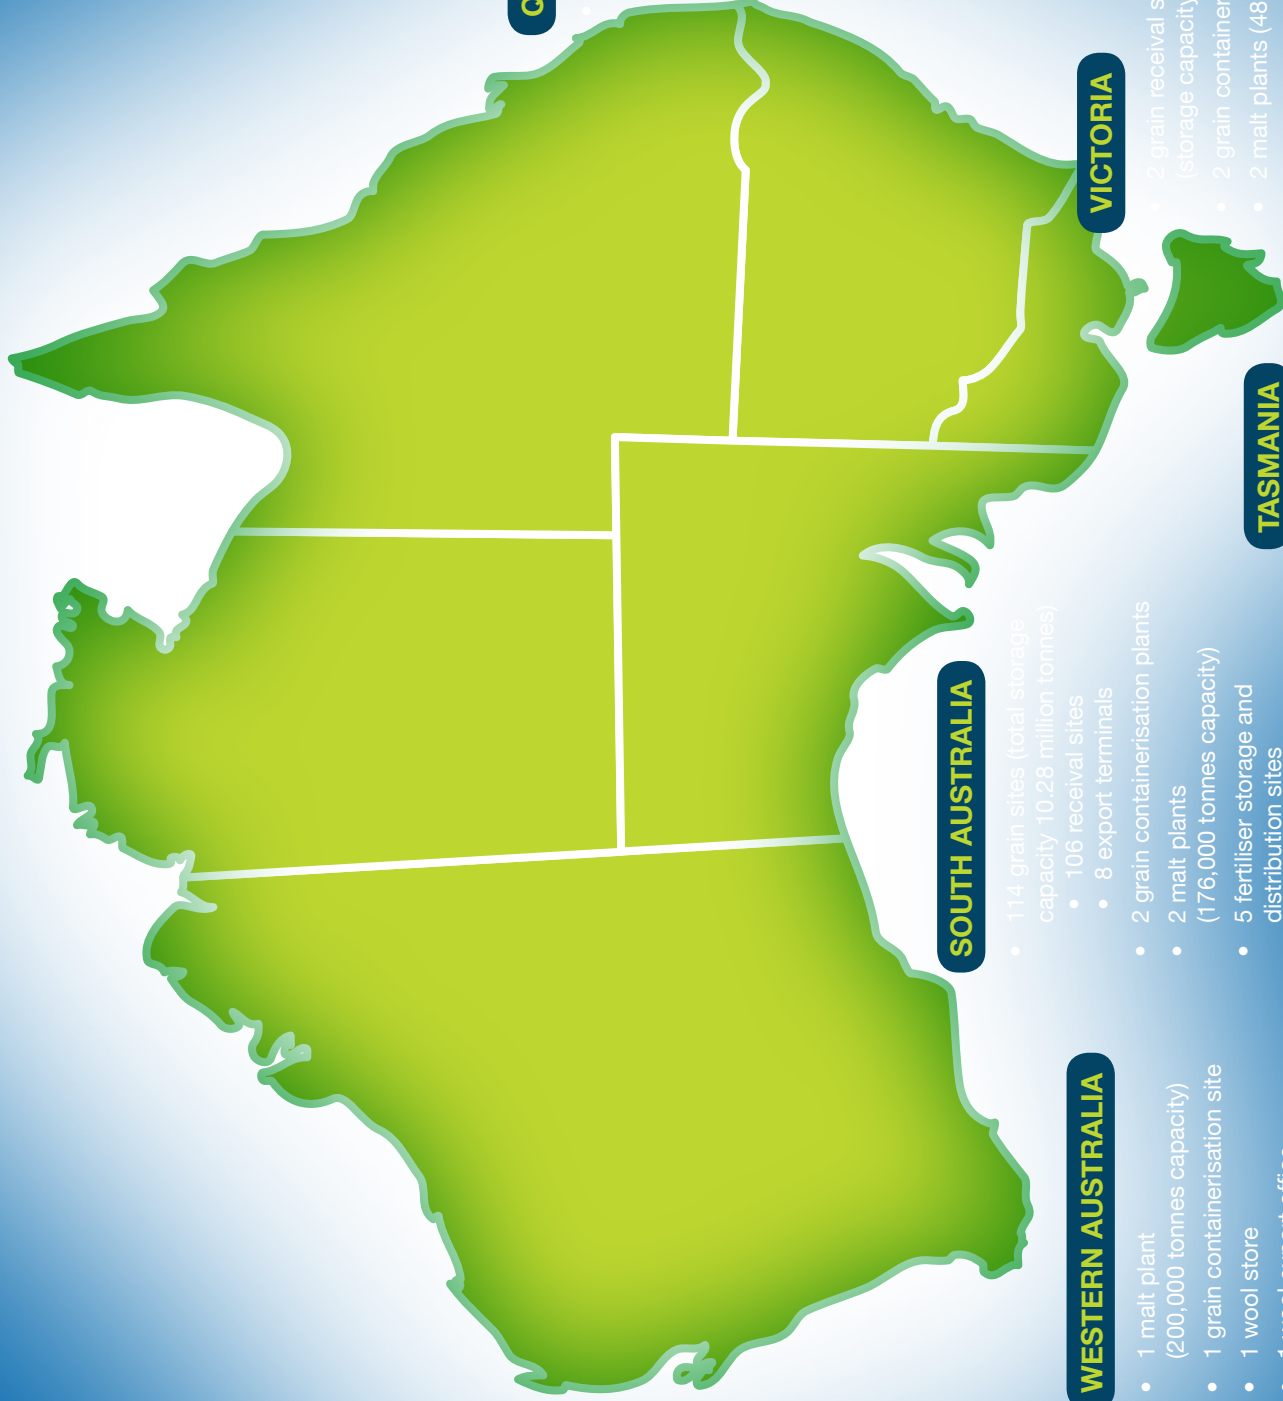 WESTERN AUSTRALIA
• 1 malt plant
(200,000 tonnes capacity)
• 1 grain containerisation site
• 1 wool store
SOUTH AUSTRALIA
• 114 grain sites (total storage
capacity 10.28 million tonnes)
• 106 receival sites
• 8 export terminals
• 2 grain containerisation plants
• 2 malt plants
(176,000 tonnes capacity)
• 5 fertiliser storage and
distribution sites
TASMANIA
VICTORIA
• 2 grain receival
(storage capacity
• 2 grain
• 2 malt plants (48
Q